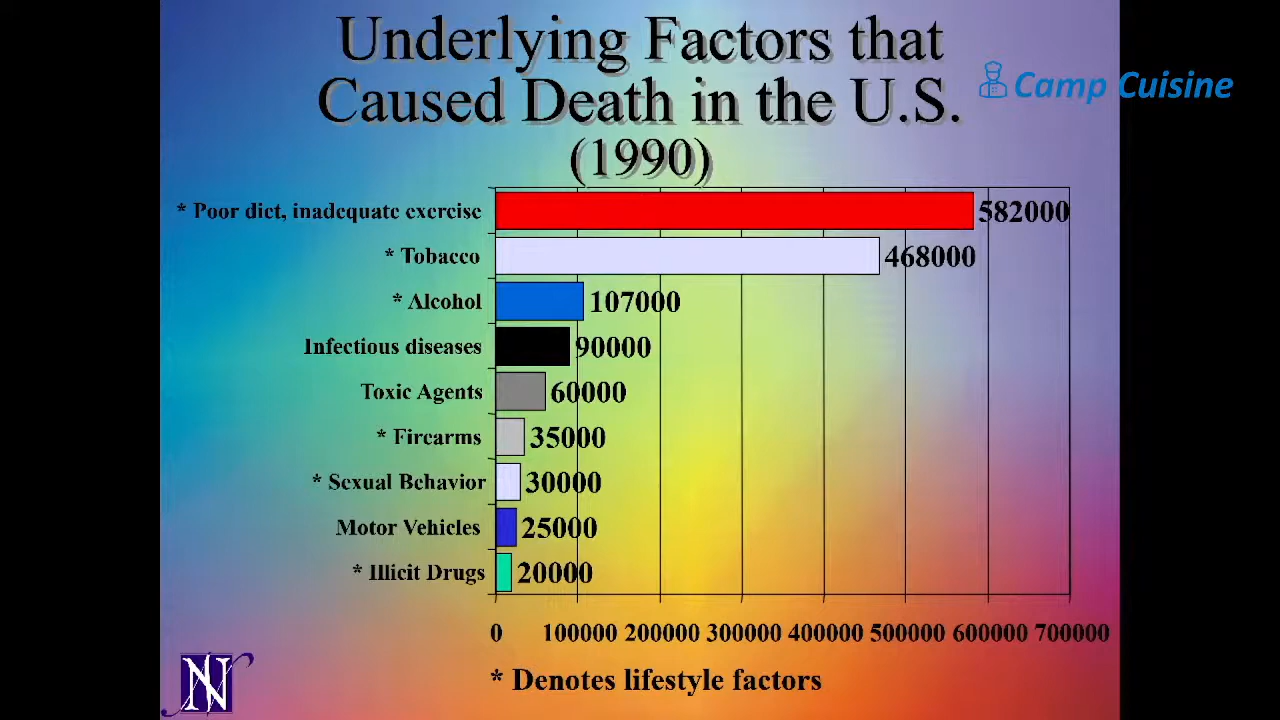 Underlying Factors that
Caused Death in the U.S.
(1990)
Camp Cuisine
* Poor diet, inadequate exercise 582000
* Tobacco 468000
* Alcohol 107000
Infectious diseases 90000
Toxic Agents 60000
* Firearms 35000
* Sexual Behavior 30000
Motor Vehicles 25000
* Illicit Drugs 20000
0 100000 200000 300000 400000 500000 600000 700000
* Denotes lifestyle factors